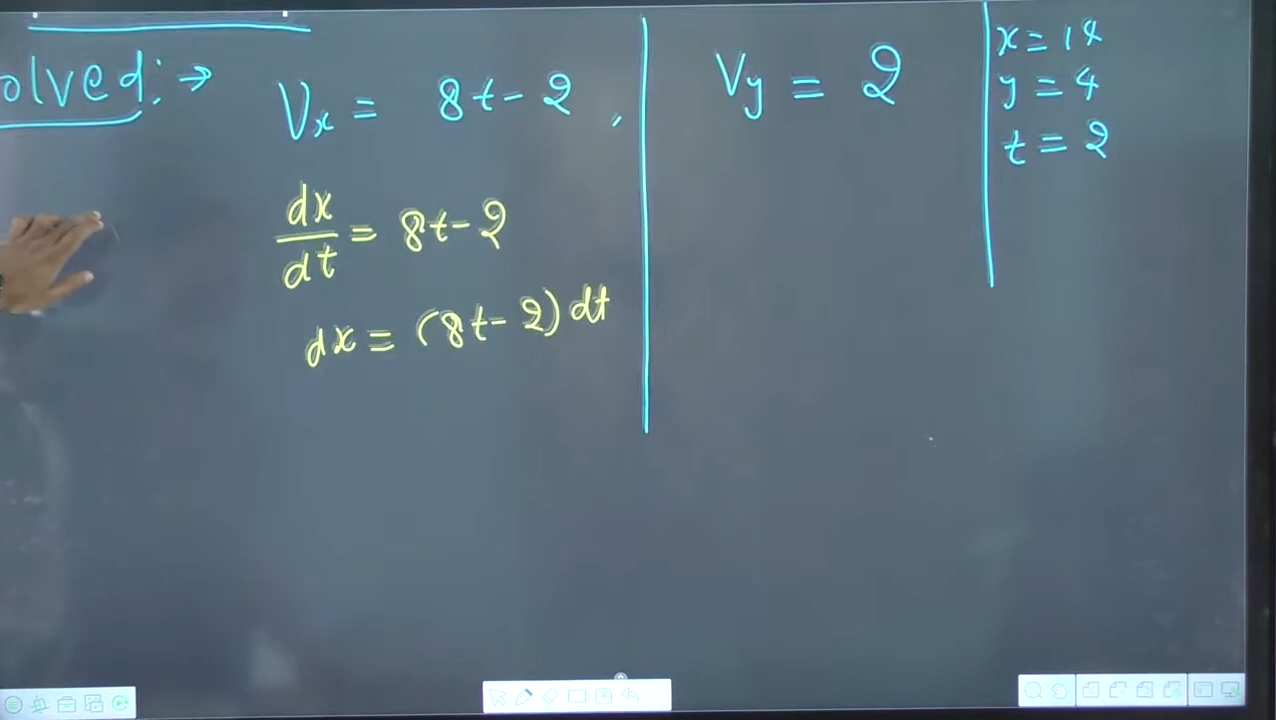 olved:→ Vx = 8t-2, Vy = 2
x=14
y=4
t=2
dx/dt = 8t-2
dx = (8t-2)dt